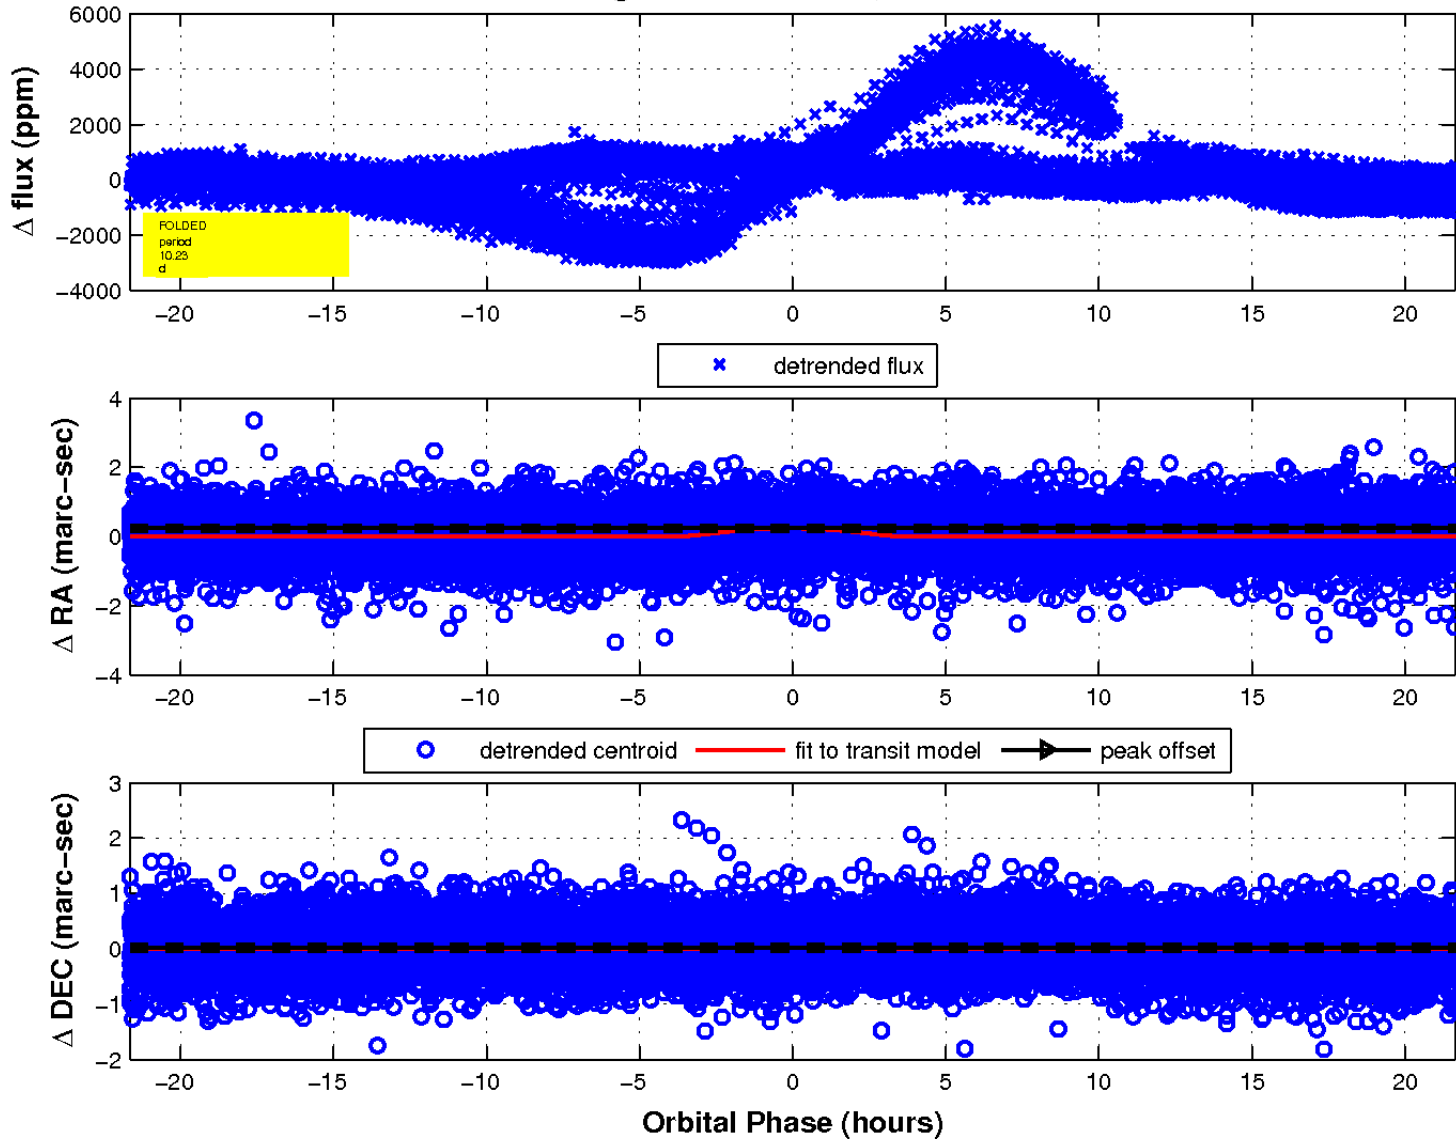 6000
4000
2000
0
−2000
−4000
Δ flux (ppm)
FOLDED
period
10.23
d
−20 −15 −10 −5 0 5 10 15 20
detrended flux
4
2
0
−2
−4
Δ RA (marc−sec)
−20 −15 −10 −5 0 5 10 15 20
detrended centroid fit to transit model peak offset
3
2
1
0
−1
−2
Δ DEC (marc−sec)
−20 −15 −10 −5 0 5 10 15 20
Orbital Phase (hours)